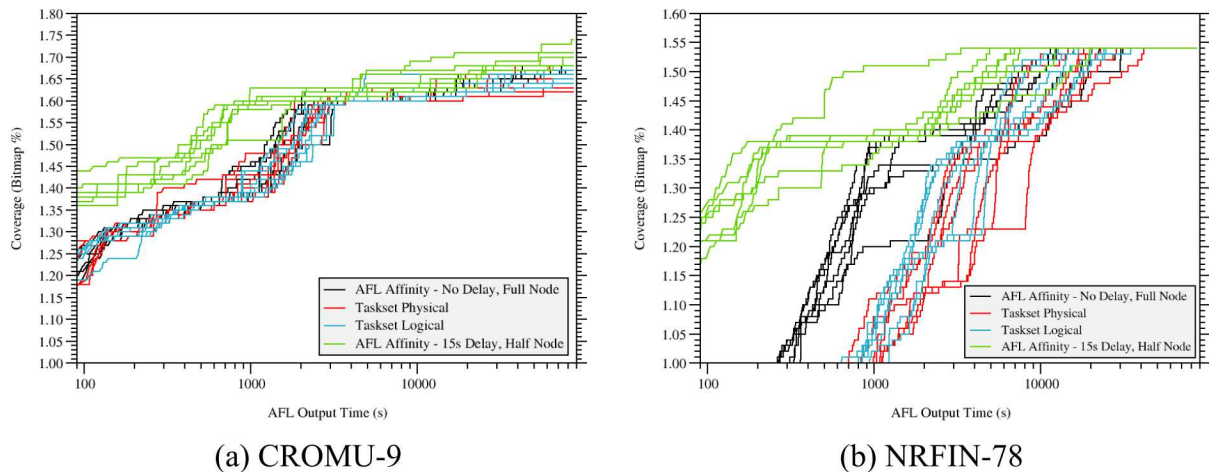 1.80
1.75
1.70
1.65
1.60
1.55
1.50
1.45
1.40
1.35
1.30
1.25
1.20
1.15
1.10
1.05
1.00
Coverage (Bitmap %)
100
1000
10000
AFL Output Time (s)
AFL Affinity - No Delay, Full Node
Taskset Physical
Taskset Logical
AFL Affinity - 15s Delay, Half Node
(a) CROMU-9
1.60
1.55
1.50
1.45
1.40
1.35
1.30
1.25
1.20
1.15
1.10
1.05
1.00
Coverage (Bitmap %)
100
1000
10000
AFL Output Time (s)
AFL Affinity - No Delay, Full Node
Taskset Physical
Taskset Logical
AFL Affinity - 15s Delay, Half Node
(b) NRFIN-78